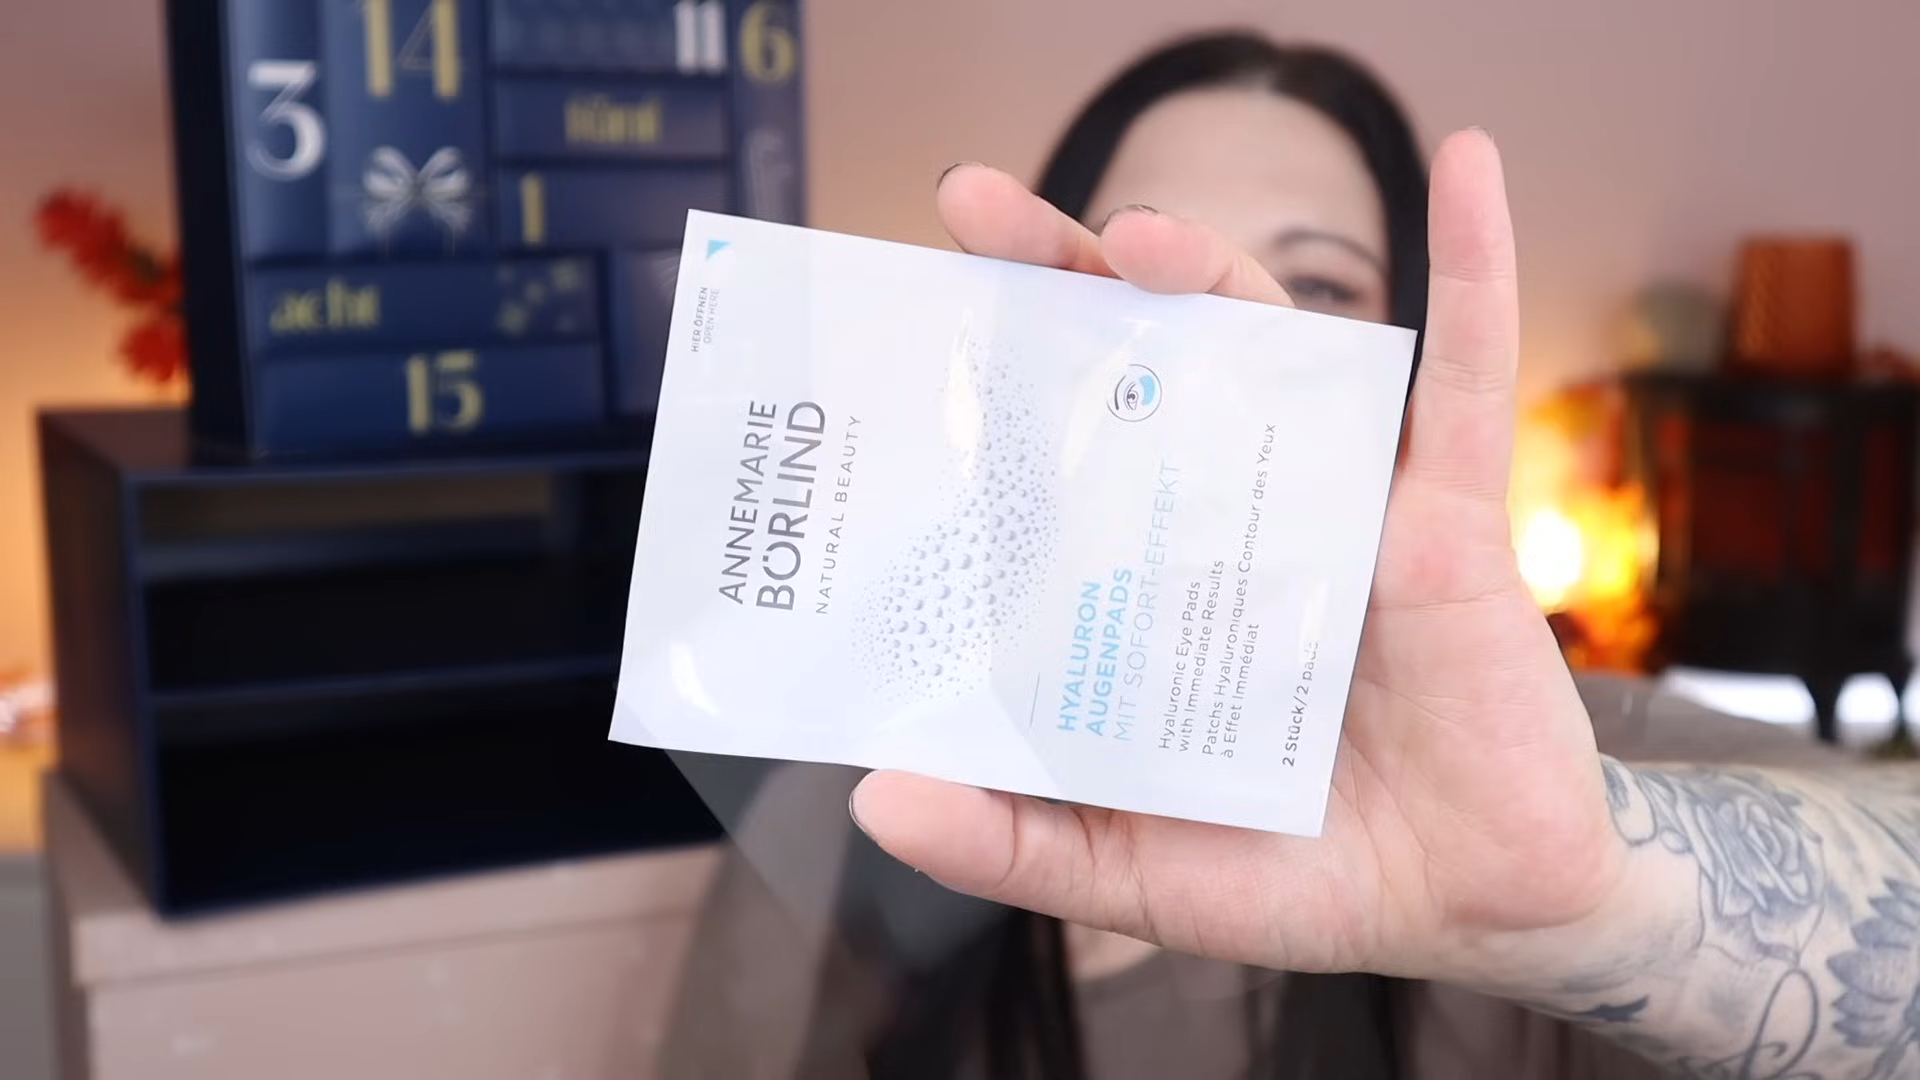 3
14
11
6
fünf
1
acht
15
HIER ÖFFNEN
OPEN HERE
ANNEMARIE
BÖRLIND
NATURAL BEAUTY
HYALURON
AUGENPADS
MIT SOFORT-EFFEKT
Hyaluronic Eye Pads
with Immediate Results
Patchs Hyaluroniques Contour des Yeux
à Effet Immédiat
2 Stück/2 pads